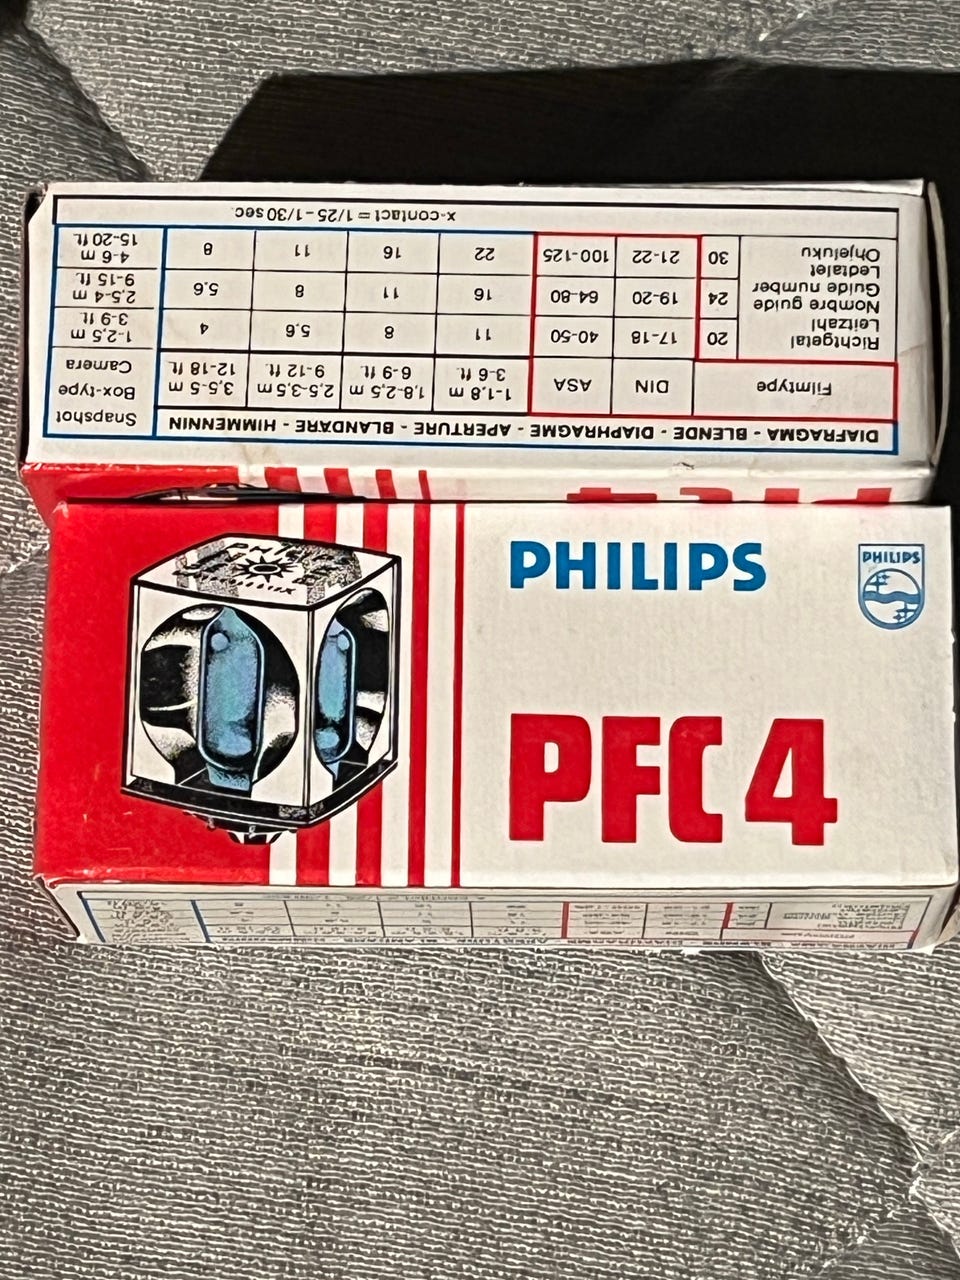 DIAFRAGMA - BLENDE - DIAPHRAGME - APERTURE - BLANDARE - HIMMENNIN
Snapshot
Box-type
Camera
Filmtype DIN ASA 1-1,8 m 1,8-2,5 m 2,5-3,5 m 3,5-5 m
3-6 ft. 6-9 ft. 9-12 ft. 12-18 ft.
Richtgetal
Leitzahl
Nombre guide
Guide number
Ledtalet
Ohjeluku
20 17-18 40-50 11 8 5,6 4 1-2,5 m
3-9 ft.
24 19-20 64-80 16 11 8 5,6 2,5-4 m
9-15 ft.
30 21-22 100-125 22 16 11 8 4-6 m
15-20 ft.
x-contact = 1/25-1/30 sec.
PHILIPS
PHILIPS
PFC 4